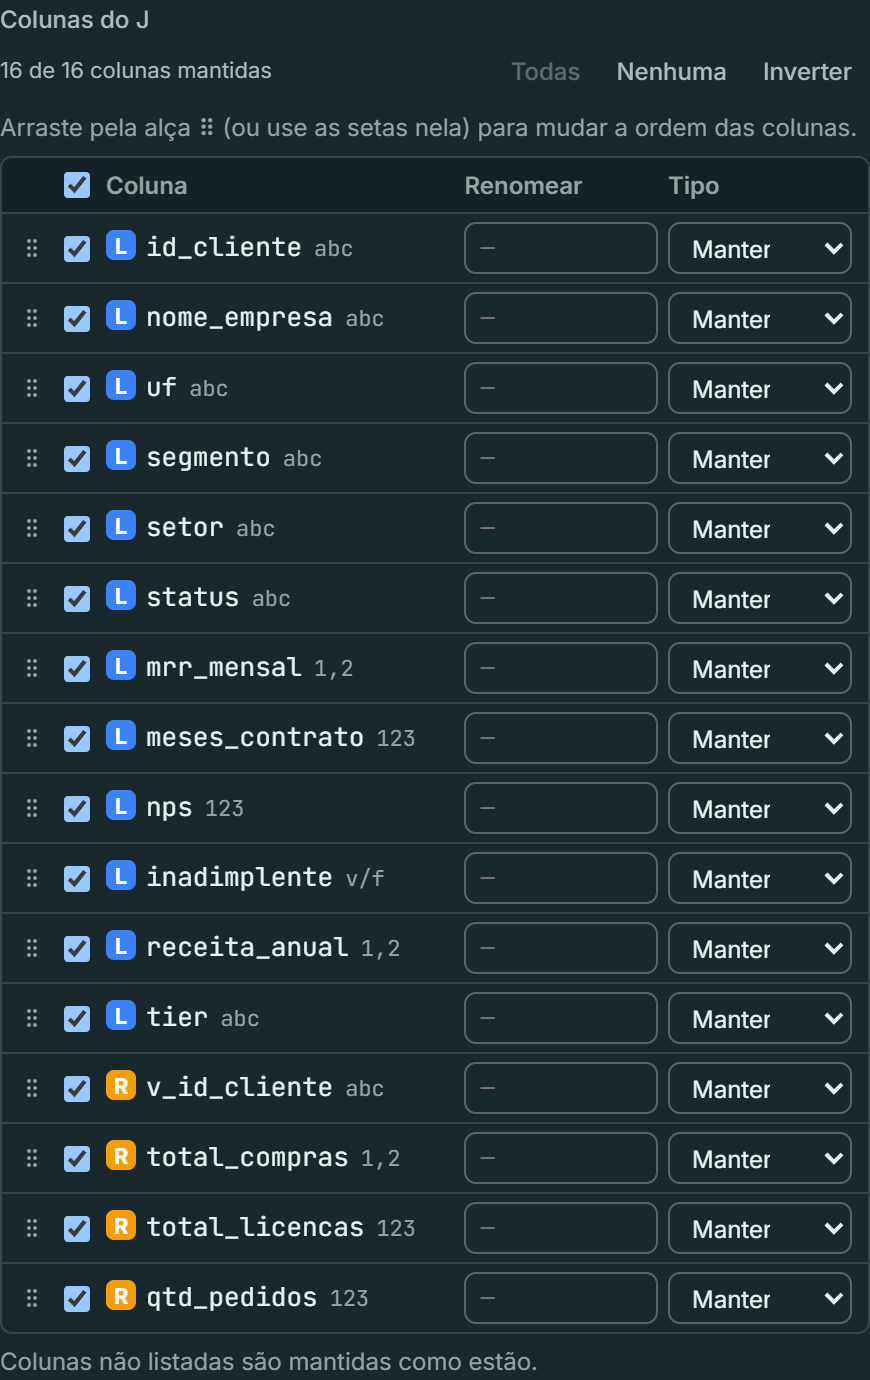 Colunas do J
16 de 16 colunas mantidas Todas Nenhuma Inverter
Arraste pela alça ⠿ (ou use as setas nela) para mudar a ordem das colunas.
Coluna Renomear Tipo
L id_cliente abc — Manter
L nome_empresa abc — Manter
L uf abc — Manter
L segmento abc — Manter
L setor abc — Manter
L status abc — Manter
L mrr_mensal 1,2 — Manter
L meses_contrato 123 — Manter
L nps 123 — Manter
L inadimplente v/f — Manter
L receita_anual 1,2 — Manter
L tier abc — Manter
R v_id_cliente abc — Manter
R total_compras 1,2 — Manter
R total_licencas 123 — Manter
R qtd_pedidos 123 — Manter
Colunas não listadas são mantidas como estão.